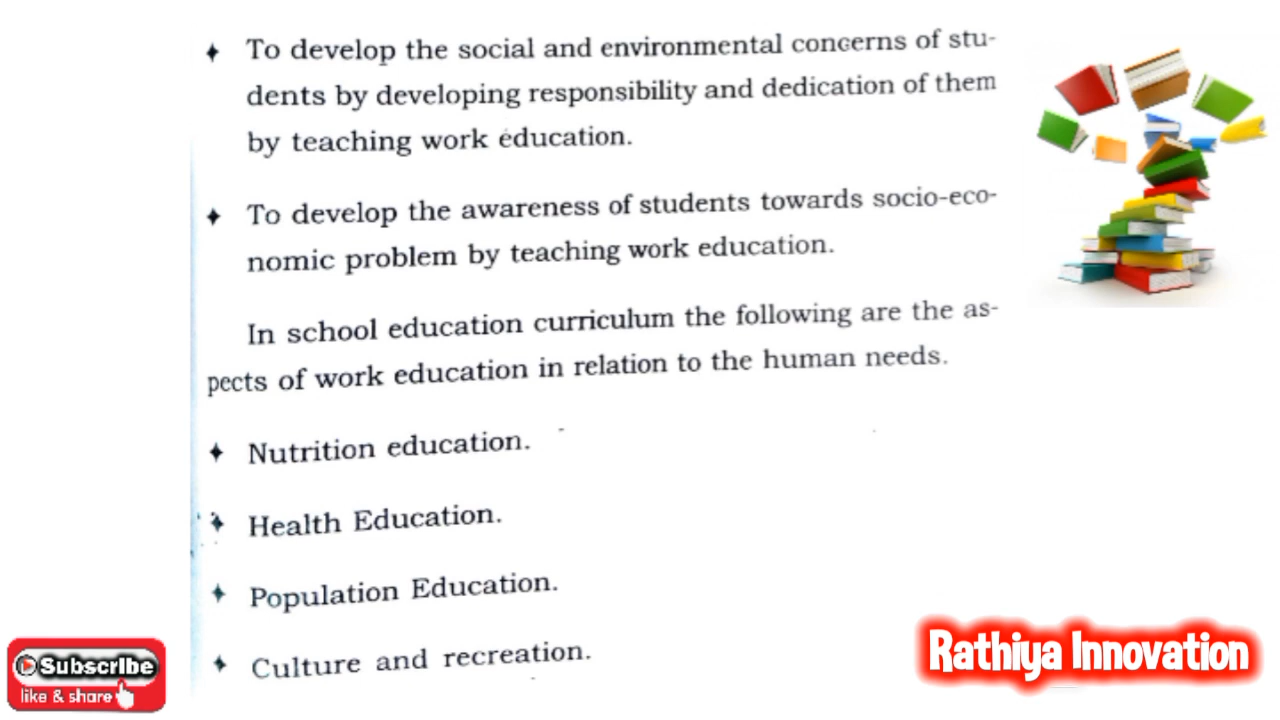 ✦ To develop the social and environmental concerns of stu-
dents by developing responsibility and dedication of them
by teaching work education.
✦ To develop the awareness of students towards socio-eco-
nomic problem by teaching work education.
In school education curriculum the following are the as-
pects of work education in relation to the human needs.
✦ Nutrition education.
✦ Health Education.
✦ Population Education.
✦ Culture and recreation.
Subscribe
like & share
Rathiya Innovation